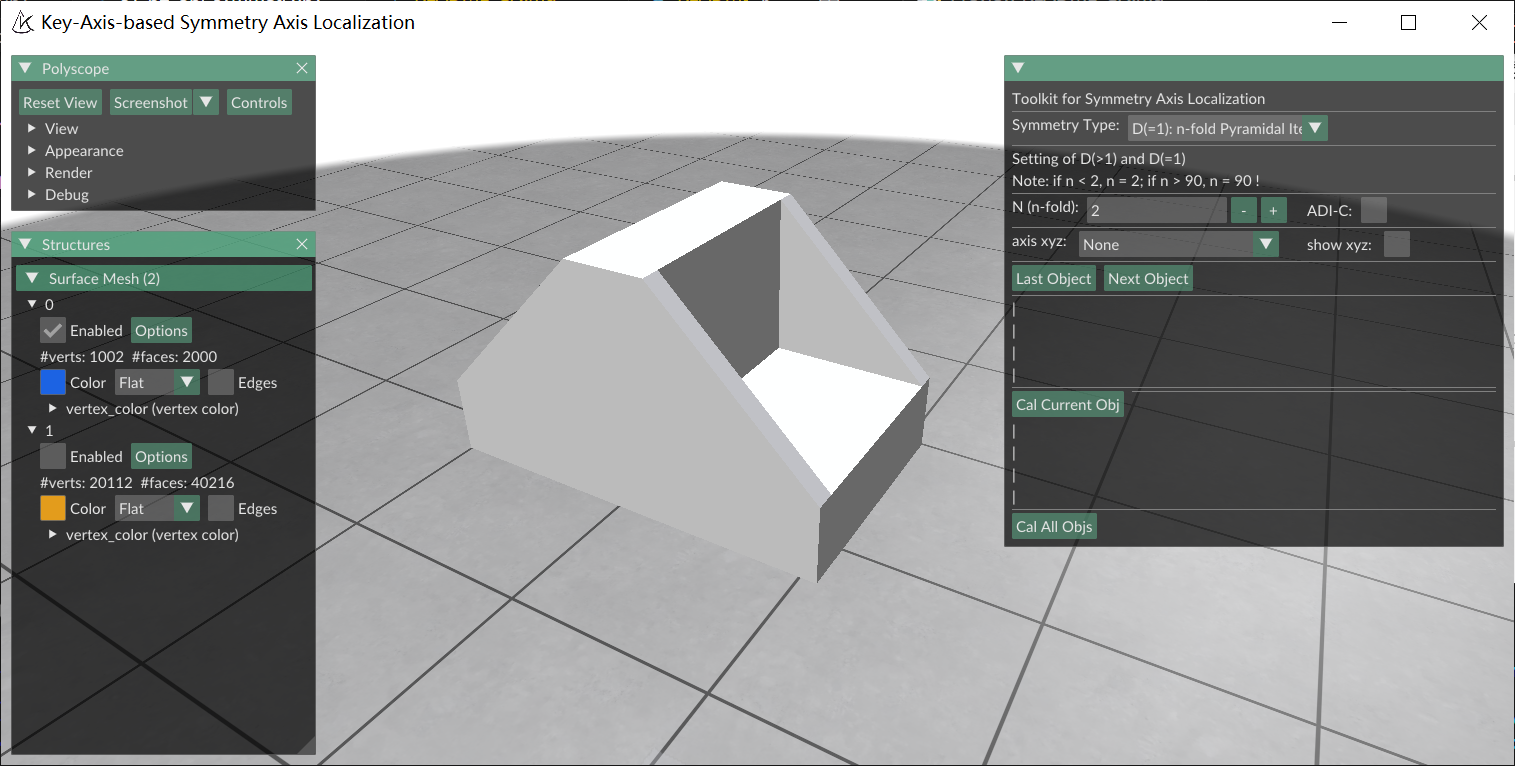 Key-Axis-based Symmetry Axis Localization
Polyscope
Reset View Screenshot Controls
View
Appearance
Render
Debug
Structures
Surface Mesh (2)
0
Enabled Options
#verts: 1002 #faces: 2000
Color Flat Edges
vertex_color (vertex color)
1
Enabled Options
#verts: 20112 #faces: 40216
Color Flat Edges
vertex_color (vertex color)
Toolkit for Symmetry Axis Localization
Symmetry Type: D(=1): n-fold Pyramidal Ite
Setting of D(>1) and D(=1)
Note: if n < 2, n = 2; if n > 90, n = 90 !
N (n-fold): 2 - + ADI-C:
axis xyz: None show xyz:
Last Object Next Object
|
|
|
|
Cal Current Obj
|
|
|
|
Cal All Objs